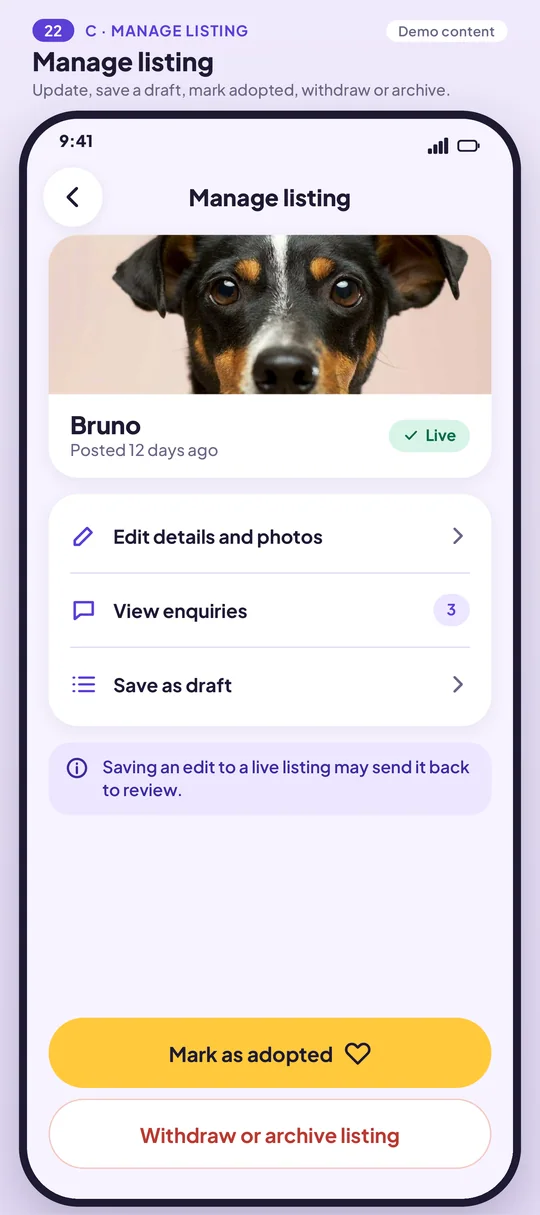 22 C · MANAGE LISTING Demo content
Manage listing
Update, save a draft, mark adopted, withdraw or archive.
9:41
Manage listing
Bruno
Posted 12 days ago
Live
Edit details and photos
View enquiries 3
Save as draft
Saving an edit to a live listing may send it back
to review.
Mark as adopted
Withdraw or archive listing